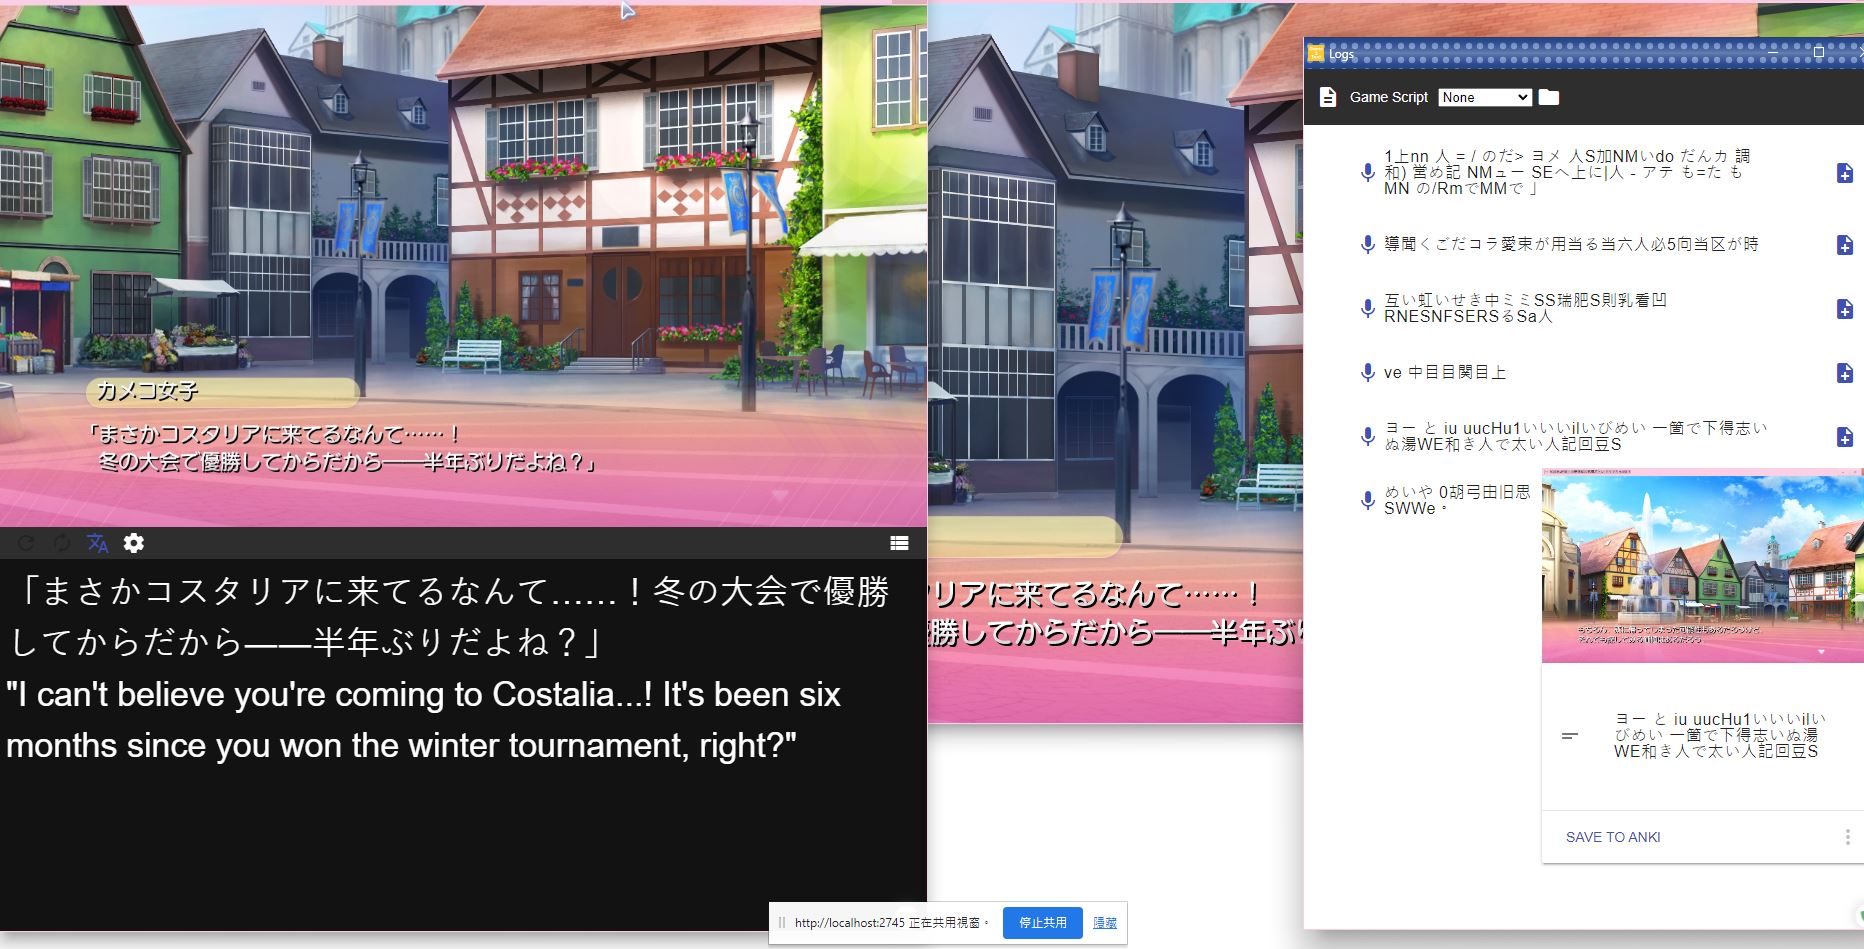 カメコ女子
「まさかコスタリアに来てるなんて……！
冬の大会で優勝してからだから――半年ぶりだよね？」
「まさかコスタリアに来てるなんて……！冬の大会で優勝
してからだから――半年ぶりだよね？」
"I can't believe you're coming to Costalia...! It's been six
months since you won the winter tournament, right?"
リアに来てるなんて……！
勝してからだから――半年ぶ
Logs
Game Script None
1上nn 人 = / のだ> ヨメ 人S加NMいdo だんカ 調
和) 営め記 NMュー SEへ上に|人 - アテ も=た も
MN の/RmでMMで 」
導聞くごだコラ愛束が用当る当六人必5向当区が時
互い虹いせき中ミミSS瑞肥S則乳着凹
RNESNFSERSるSa人
ve 中目目関目上
ヨー と iu uucHu1いいいilいびめい 一箇で下得志い
ぬ湯WE和き人で太い人記回豆S
めいや 0胡弓由旧思
SWWe。
ヨー と iu uucHu1いいいilい
びめい 一箇で下得志いぬ湯
WE和き人で太い人記回豆S
SAVE TO ANKI
http://localhost:2745 正在共用視窗。 停止共用 隱藏